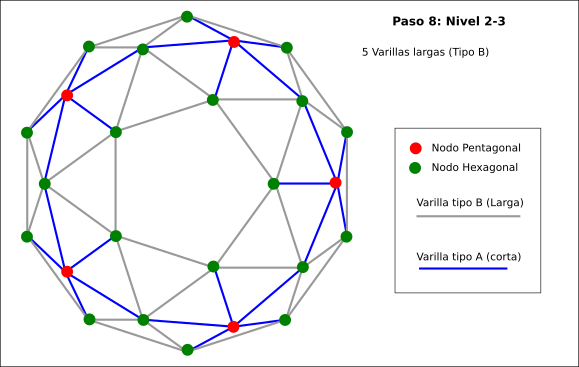 Paso 8: Nivel 2-3
5 Varillas largas (Tipo B)
Nodo Pentagonal
Nodo Hexagonal
Varilla tipo B (Larga)
Varilla tipo A (corta)